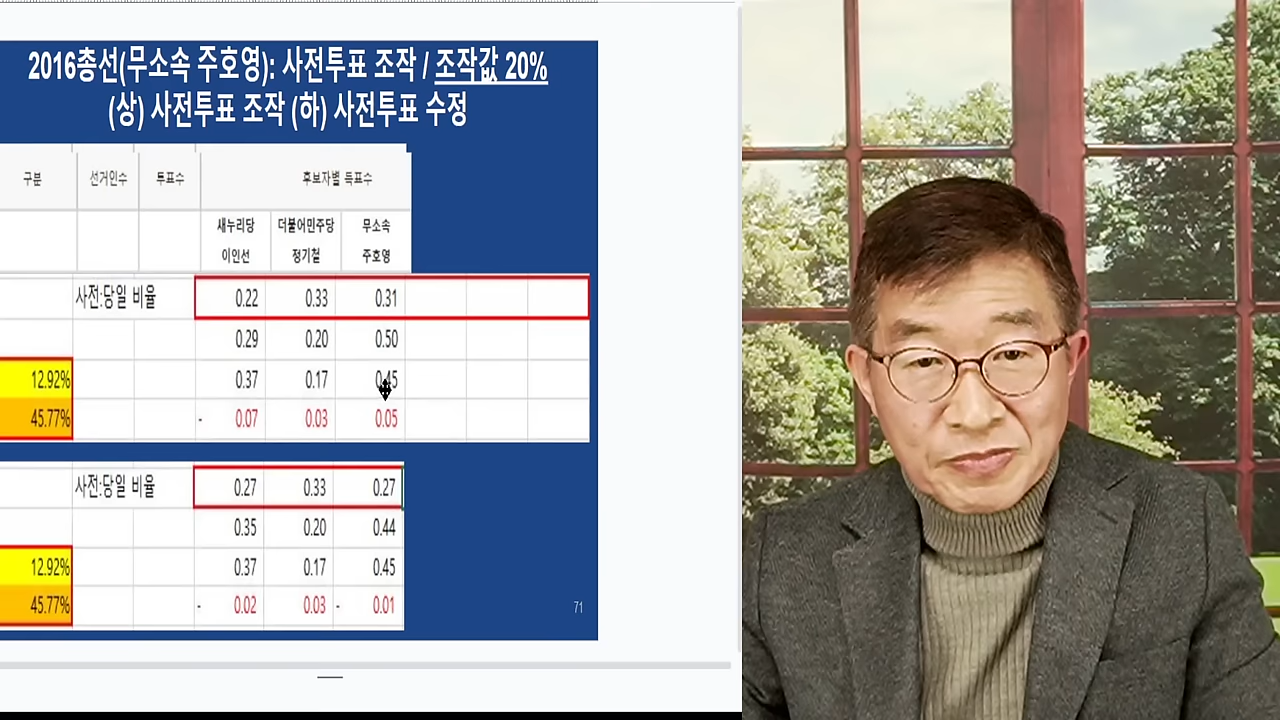 2016총선(무소속 주호영): 사전투표 조작 / 조작값 20%
(상) 사전투표 조작 (하) 사전투표 수정
구분 선거인수 투표수 후보자별 득표수
새누리당 더불어민주당 무소속
이인선 정기철 주호영
사전:당일 비율 0.22 0.33 0.31
0.29 0.20 0.50
12.92% 0.37 0.17 0.45
45.77% - 0.07 0.03 0.05
사전:당일 비율 0.27 0.33 0.27
0.35 0.20 0.44
12.92% 0.37 0.17 0.45
45.77% - 0.02 0.03 - 0.01
71